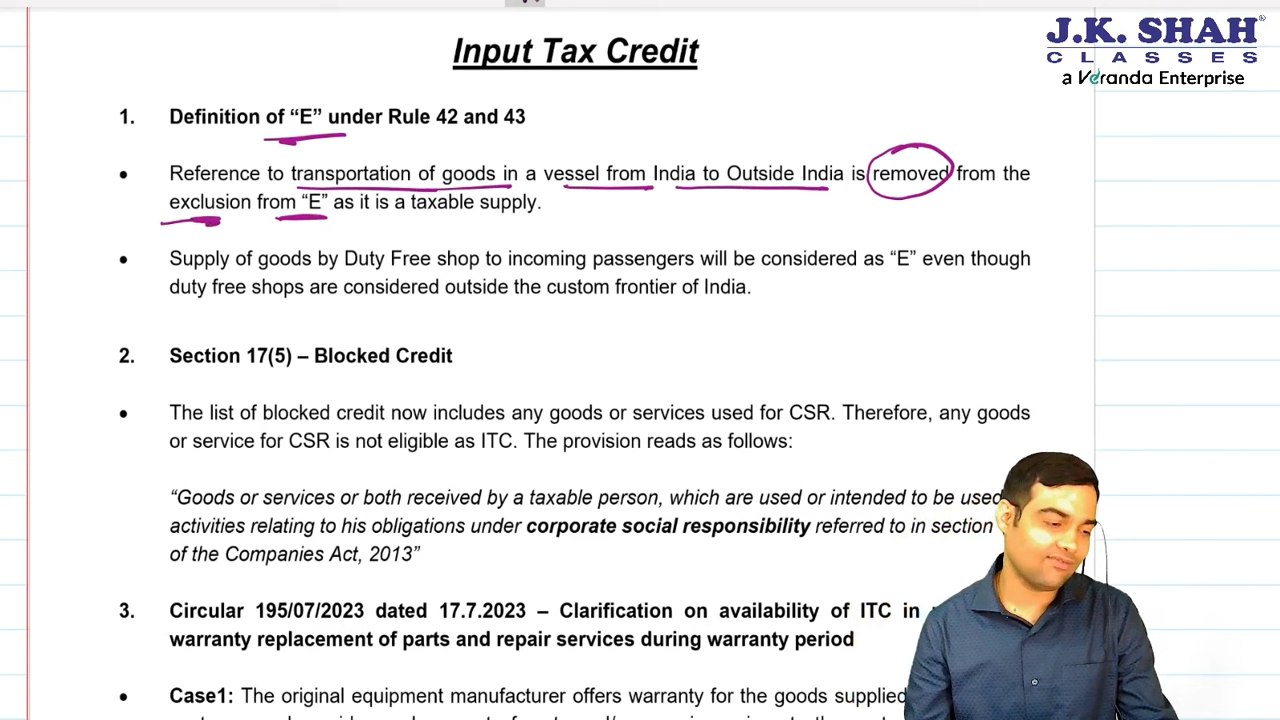 J.K. SHAH®
CLASSES
a Veranda Enterprise
Input Tax Credit
1. Definition of “E” under Rule 42 and 43
• Reference to transportation of goods in a vessel from India to Outside India is removed from the
exclusion from “E” as it is a taxable supply.
• Supply of goods by Duty Free shop to incoming passengers will be considered as “E” even though
duty free shops are considered outside the custom frontier of India.
2. Section 17(5) – Blocked Credit
• The list of blocked credit now includes any goods or services used for CSR. Therefore, any goods
or service for CSR is not eligible as ITC. The provision reads as follows:
“Goods or services or both received by a taxable person, which are used or intended to be used
activities relating to his obligations under corporate social responsibility referred to in section
of the Companies Act, 2013”
3. Circular 195/07/2023 dated 17.7.2023 – Clarification on availability of ITC in
warranty replacement of parts and repair services during warranty period
• Case1: The original equipment manufacturer offers warranty for the goods supplied